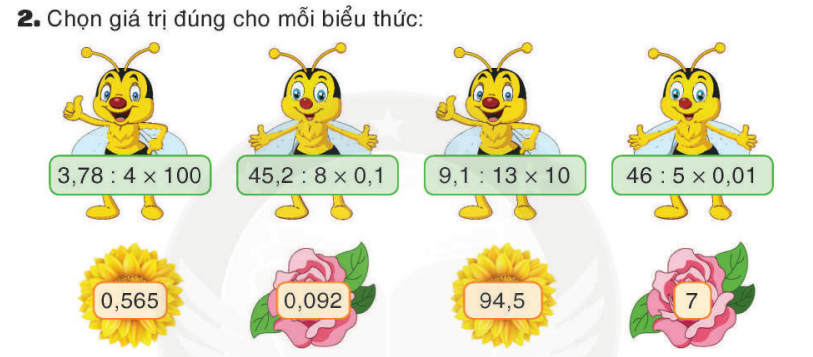 2. Chọn giá trị đúng cho mỗi biểu thức:
3,78 : 4 × 100
45,2 : 8 × 0,1
9,1 : 13 × 10
46 : 5 × 0,01
0,565
0,092
94,5
7